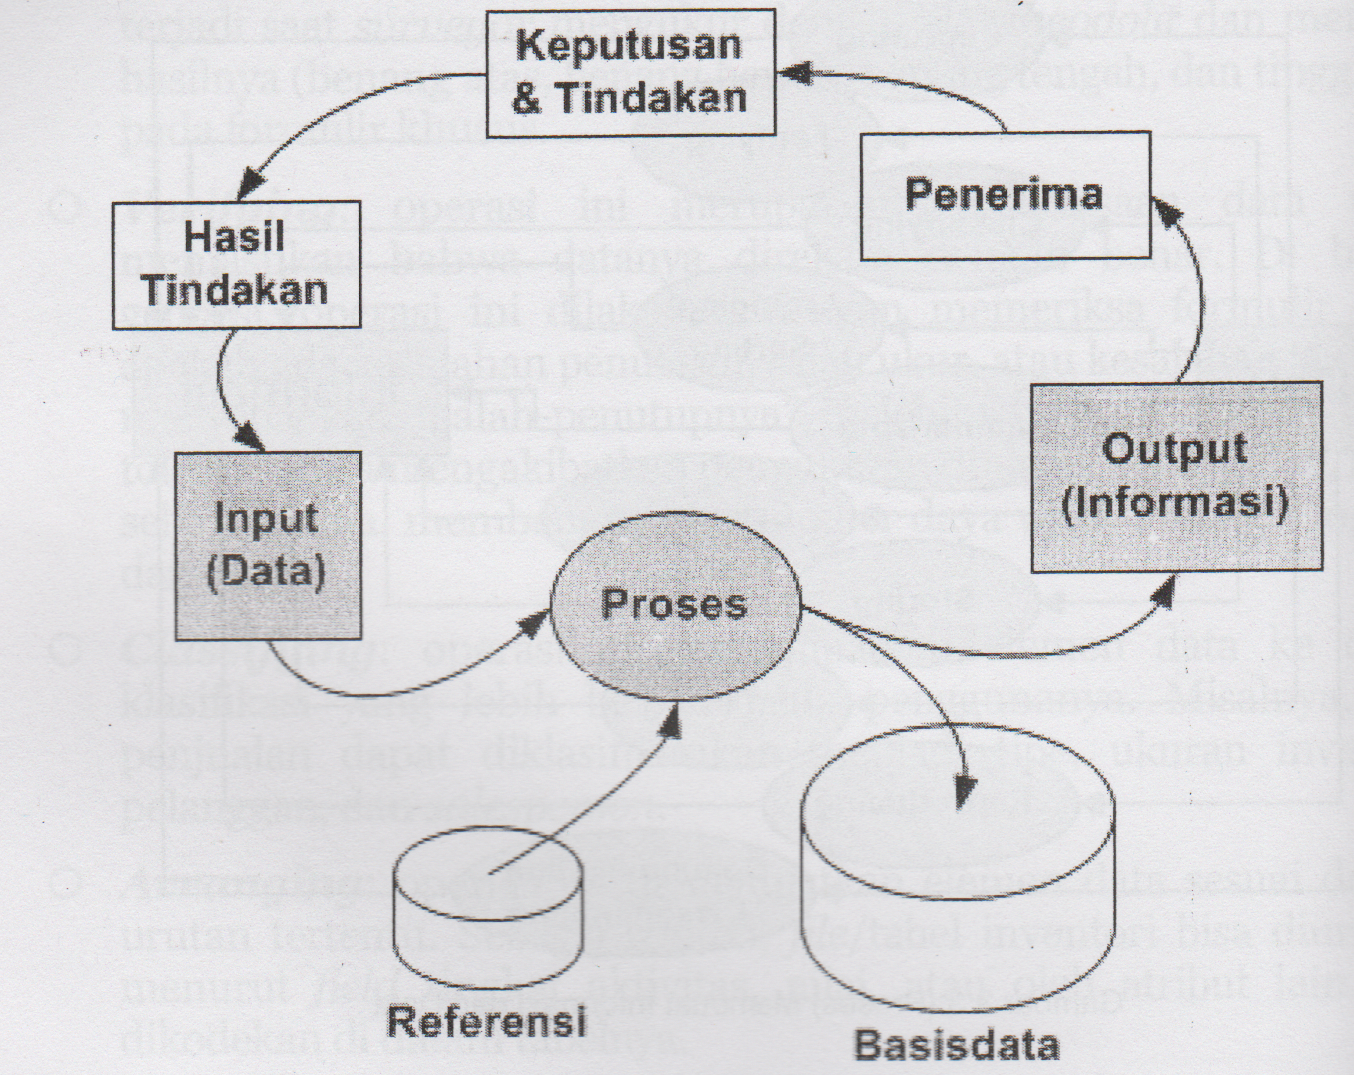 Keputusan
& Tindakan
Penerima
Hasil
Tindakan
Output
(Informasi)
Input
(Data)
Proses
Referensi
Basisdata